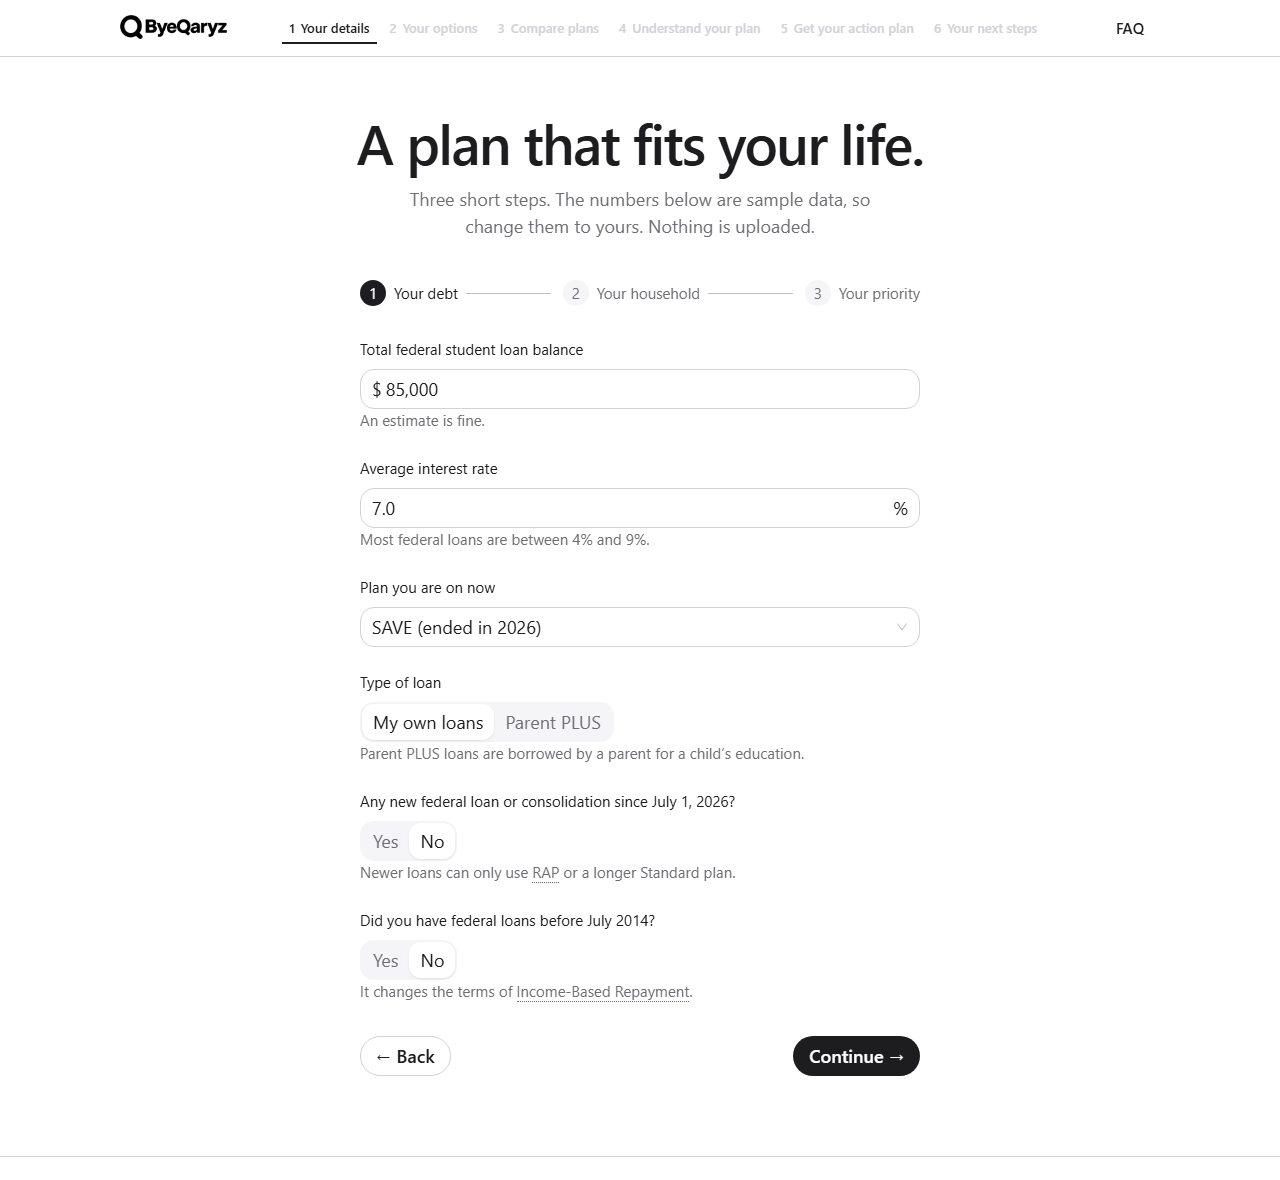 ByeQaryz
1 Your details
2 Your options
3 Compare plans
4 Understand your plan
5 Get your action plan
6 Your next steps
FAQ
A plan that fits your life.
Three short steps. The numbers below are sample data, so
change them to yours. Nothing is uploaded.
1 Your debt
2 Your household
3 Your priority
Total federal student loan balance
$ 85,000
An estimate is fine.
Average interest rate
7.0 %
Most federal loans are between 4% and 9%.
Plan you are on now
SAVE (ended in 2026)
Type of loan
My own loans Parent PLUS
Parent PLUS loans are borrowed by a parent for a child's education.
Any new federal loan or consolidation since July 1, 2026?
Yes No
Newer loans can only use RAP or a longer Standard plan.
Did you have federal loans before July 2014?
Yes No
It changes the terms of Income-Based Repayment.
← Back
Continue →